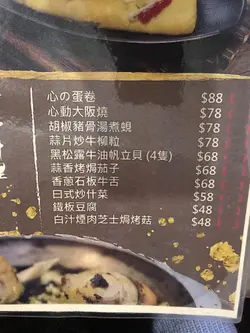 心の蛋卷 $88
心動大阪燒 $78
胡椒豬骨湯煮蜆 $78
蒜片炒牛柳粒 $78
黑松露牛油帆立貝 (4隻) $68
蒜香烤焗茄子 $68
香蔥石板牛舌 $68
日式炒什菜 $58
鐵板豆腐 $48
白汁煙肉芝士焗烤菇 $48